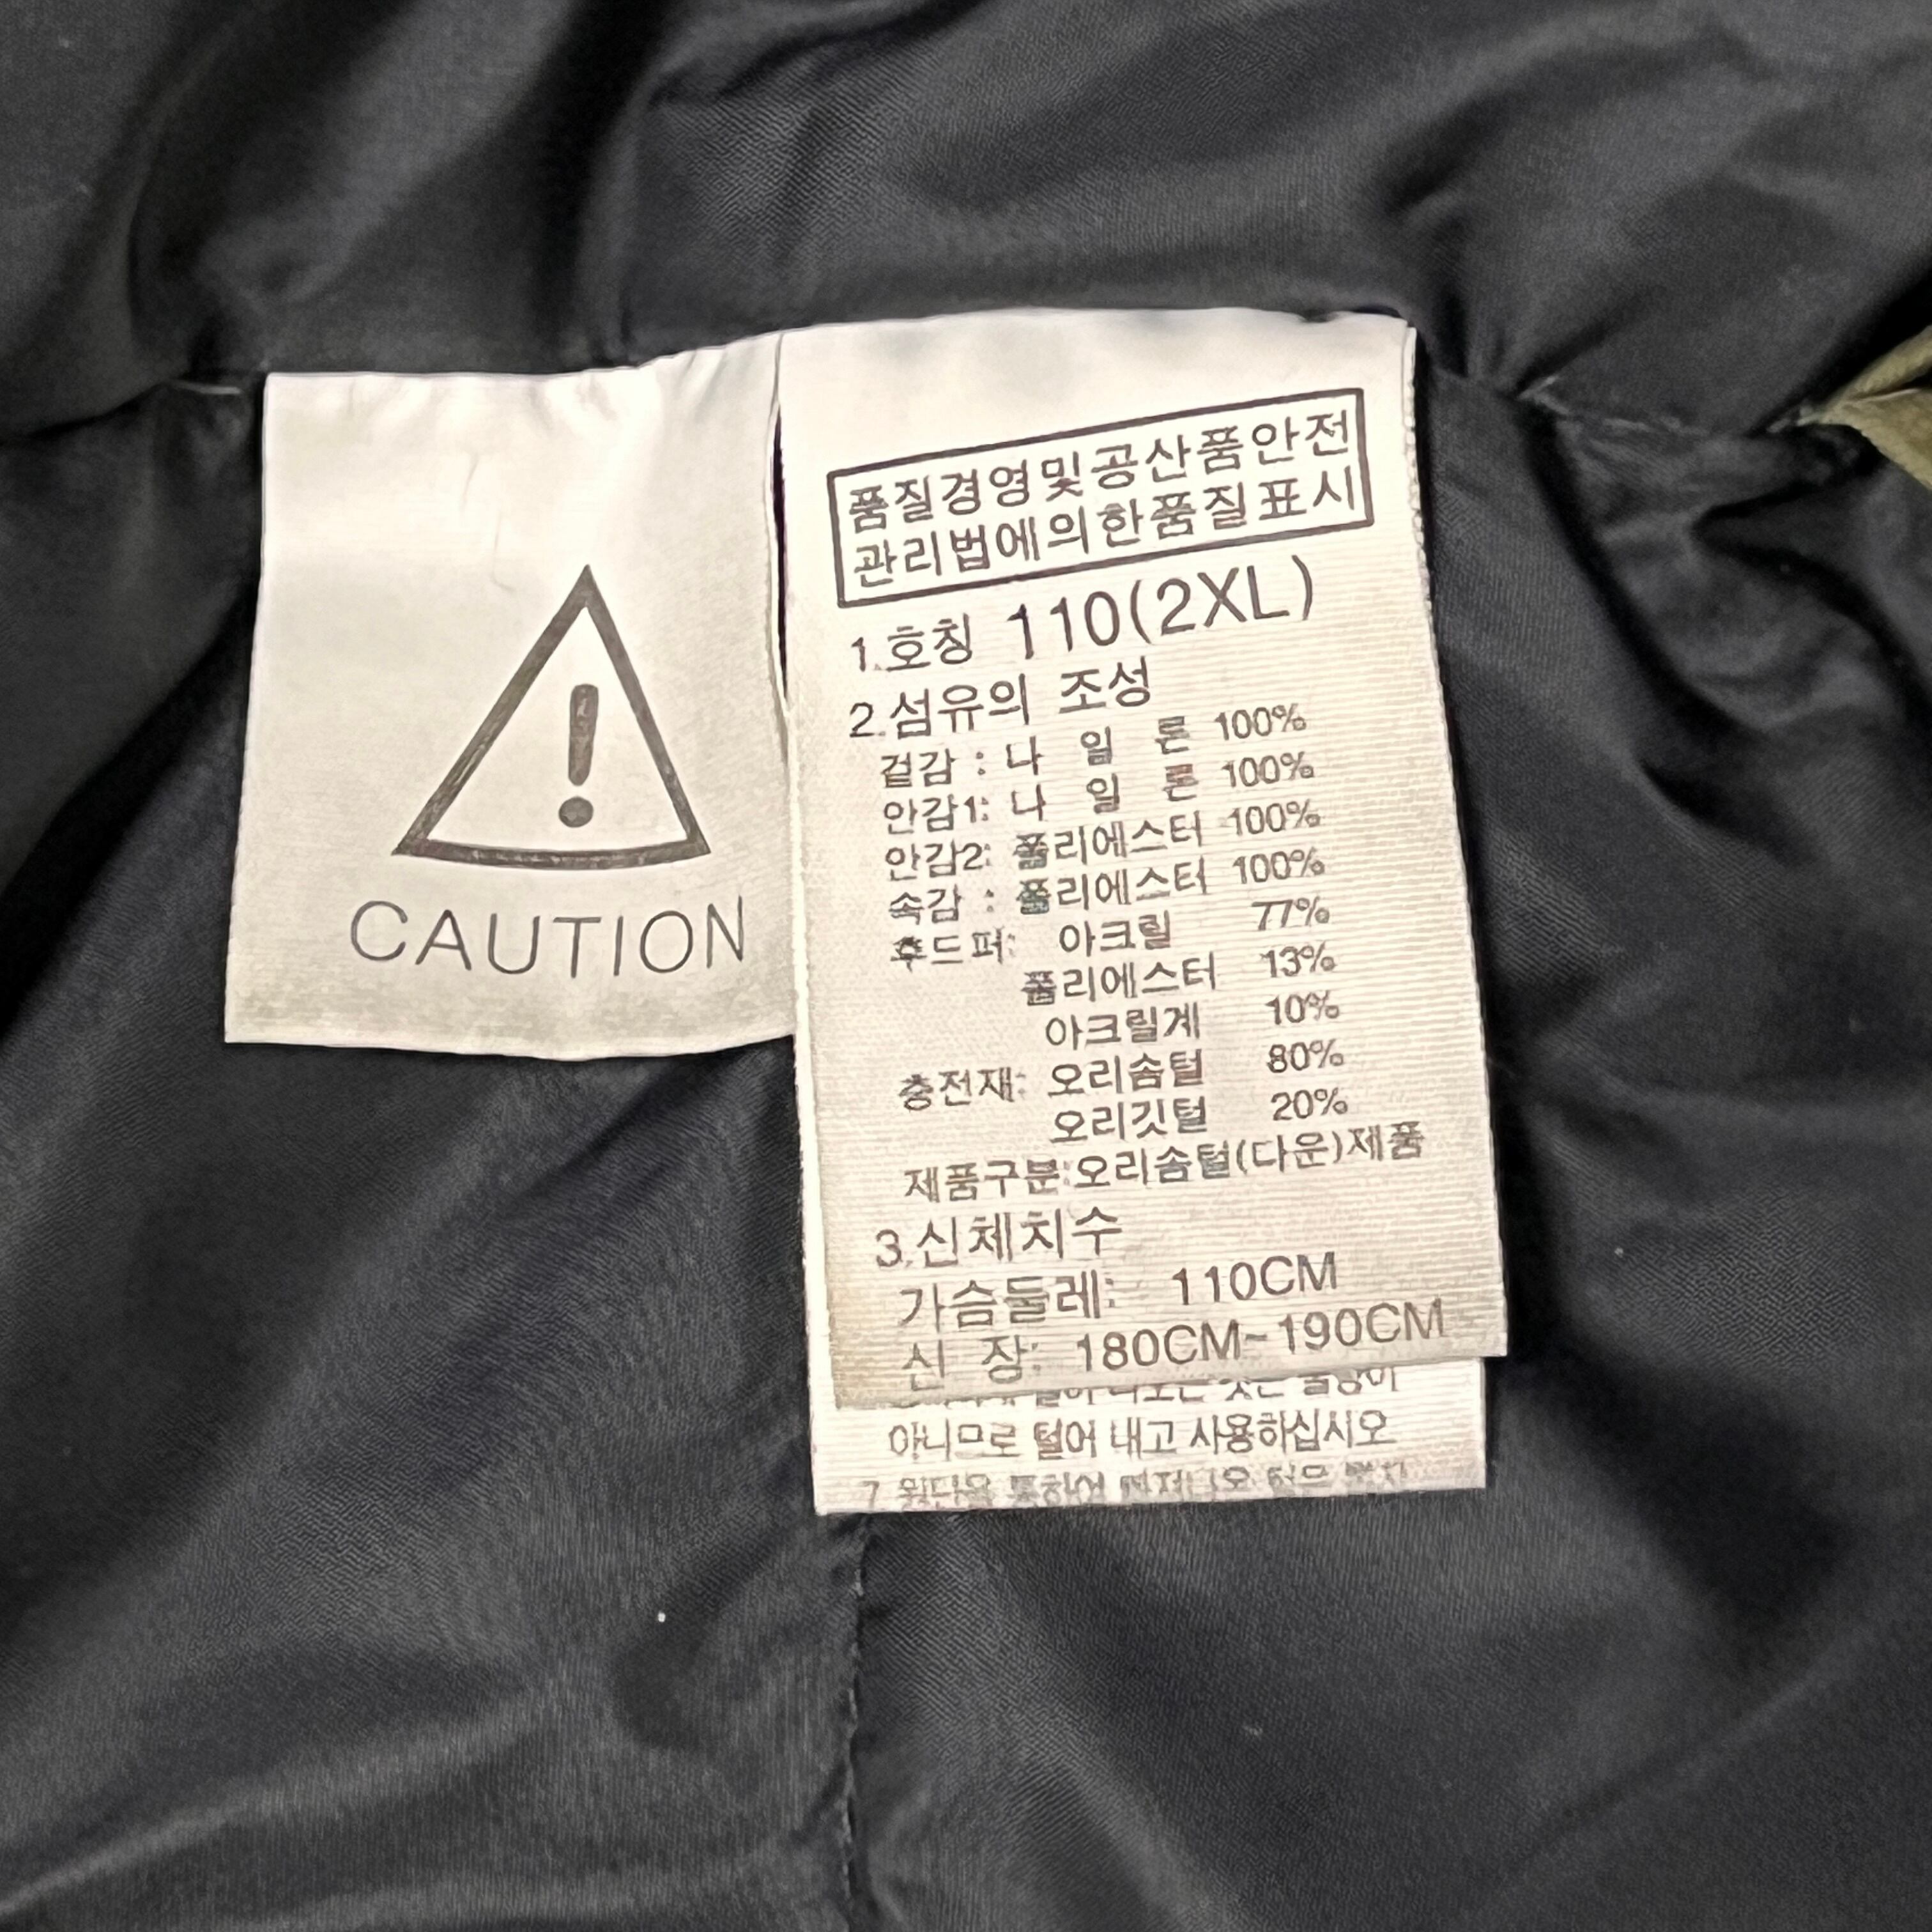 CAUTION
품질경영및공산품안전
관리법에의한품질표시
1.호칭 110(2XL)
2.섬유의 조성
겉감 : 나 일 론 100%
안감1: 나 일 론 100%
안감2: 폴리에스터 100%
속감 : 폴리에스터 100%
후드퍼: 아크릴 77%
폴리에스터 13%
아크릴계 10%
충전재: 오리솜털 80%
오리깃털 20%
제품구분:오리솜털(다운)제품
3.신체치수
가슴둘레: 110CM
신 장: 180CM~190CM
아니므로 털어 내고 사용하십시오
7.원단을 통하여